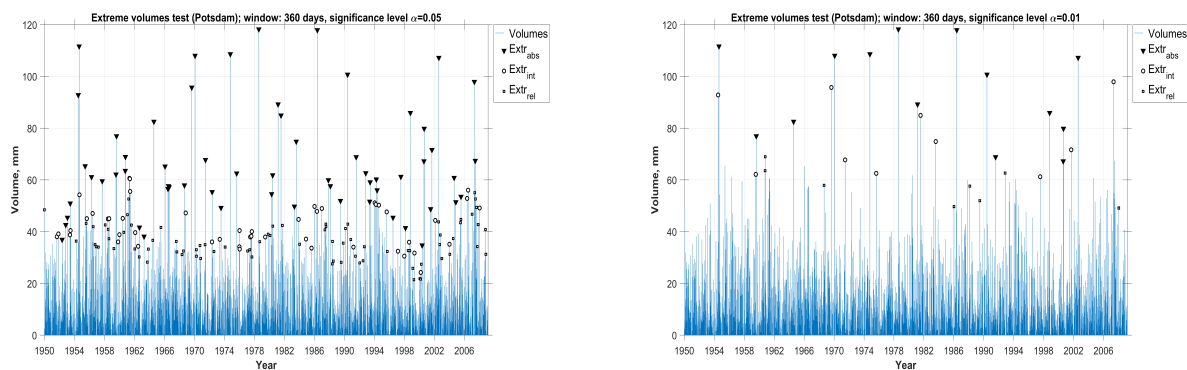 Extreme volumes test (Potsdam); window: 360 days, significance level α=0.05
Volume, mm
120
100
80
60
40
20
0
1950 1954 1958 1962 1966 1970 1974 1978 1982 1986 1990 1994 1998 2002 2006
Year
Volumes
Extr_abs
Extr_int
Extr_rel
Extreme volumes test (Potsdam); window: 360 days, significance level α=0.01
Volume, mm
120
100
80
60
40
20
0
1950 1954 1958 1962 1966 1970 1974 1978 1982 1986 1990 1994 1998 2002 2006
Year
Volumes
Extr_abs
Extr_int
Extr_rel